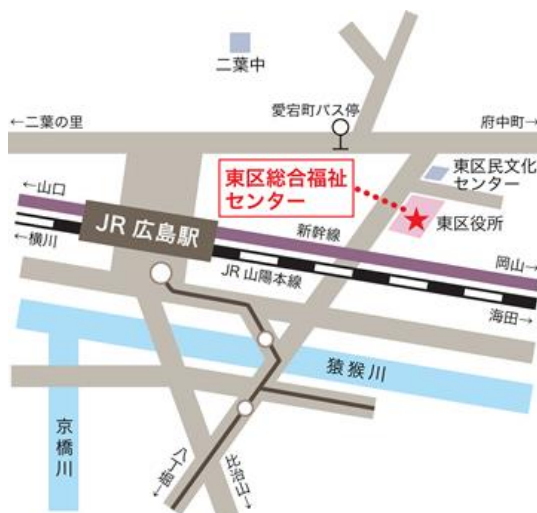 二葉中
愛宕町バス停
←二葉の里
府中町→
東区民文化
センター
東区総合福祉
センター
←山口
JR 広島駅
東区役所
新幹線
←横川
岡山→
JR 山陽本線
海田→
猿猴川
京橋川
八丁堀→
比治山→